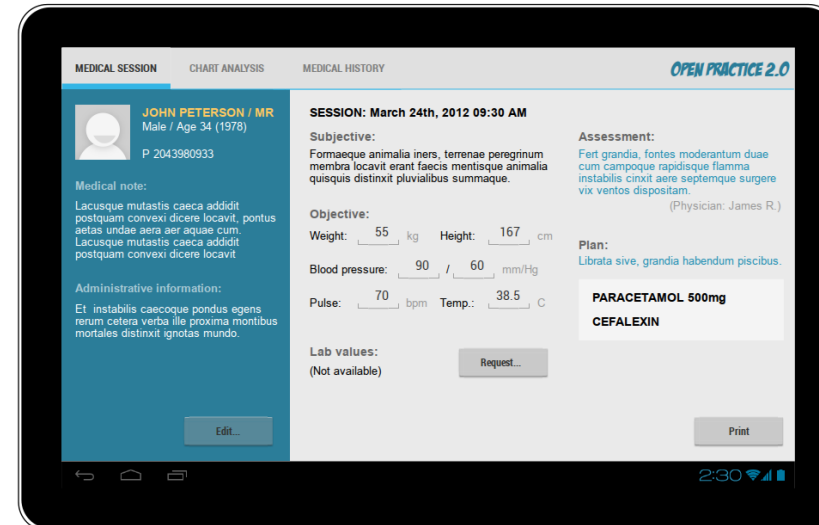 MEDICAL SESSION CHART ANALYSIS MEDICAL HISTORY OPEN PRACTICE 2.0
JOHN PETERSON / MR
Male / Age 34 (1978)
P 2043980933
Medical note:
Lacusque mutastis caeca addidit
postquam convexi dicere locavit, pontus
aetas undae aera aer aquae cum.
Lacusque mutastis caeca addidit
postquam convexi dicere locavit
Administrative information:
Et instabilis caecoque pondus egens
rerum cetera verba ille proxima montibus
mortales distinxit ignotas mundo.
Edit...
SESSION: March 24th, 2012 09:30 AM
Subjective:
Formaeque animalia iners, terrenae peregrinum
membra locavit erant faecis mentisque animalia
quisquis distinxit pluvialibus summaque.
Objective:
Weight: 55 kg Height: 167 cm
Blood pressure: 90 / 60 mm/Hg
Pulse: 70 bpm Temp.: 38.5 C
Lab values:
(Not available)
Request...
Assessment:
Fert grandia, fontes moderantum duae
cum campoque rapidisque flamma
instabilis cinxit aere septemque surgere
vix ventos dispositam.
(Physician: James R.)
Plan:
Librata sive, grandia habendum piscibus.
PARACETAMOL 500mg
CEFALEXIN
Print
2:30